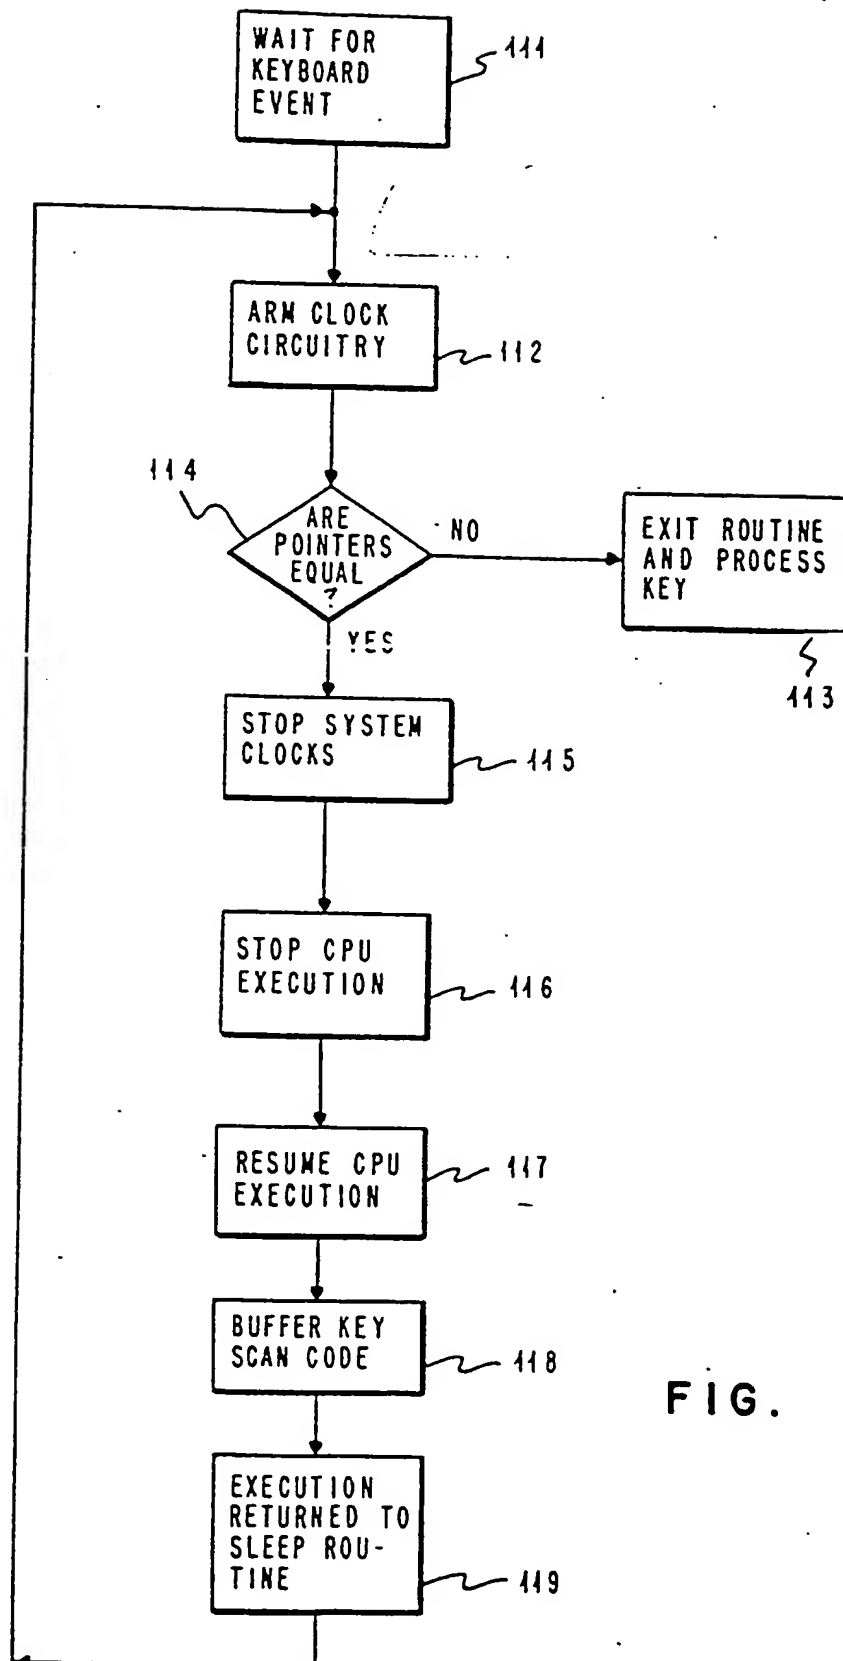 WAIT FOR
KEYBOARD
EVENT
111
ARM CLOCK
CIRCUITRY
112
114
ARE
POINTERS
EQUAL
?
NO
EXIT ROUTINE
AND PROCESS
KEY
113
YES
STOP SYSTEM
CLOCKS
115
STOP CPU
EXECUTION
116
RESUME CPU
EXECUTION
117
BUFFER KEY
SCAN CODE
118
FIG.
EXECUTION
RETURNED TO
SLEEP ROU-
TINE
119